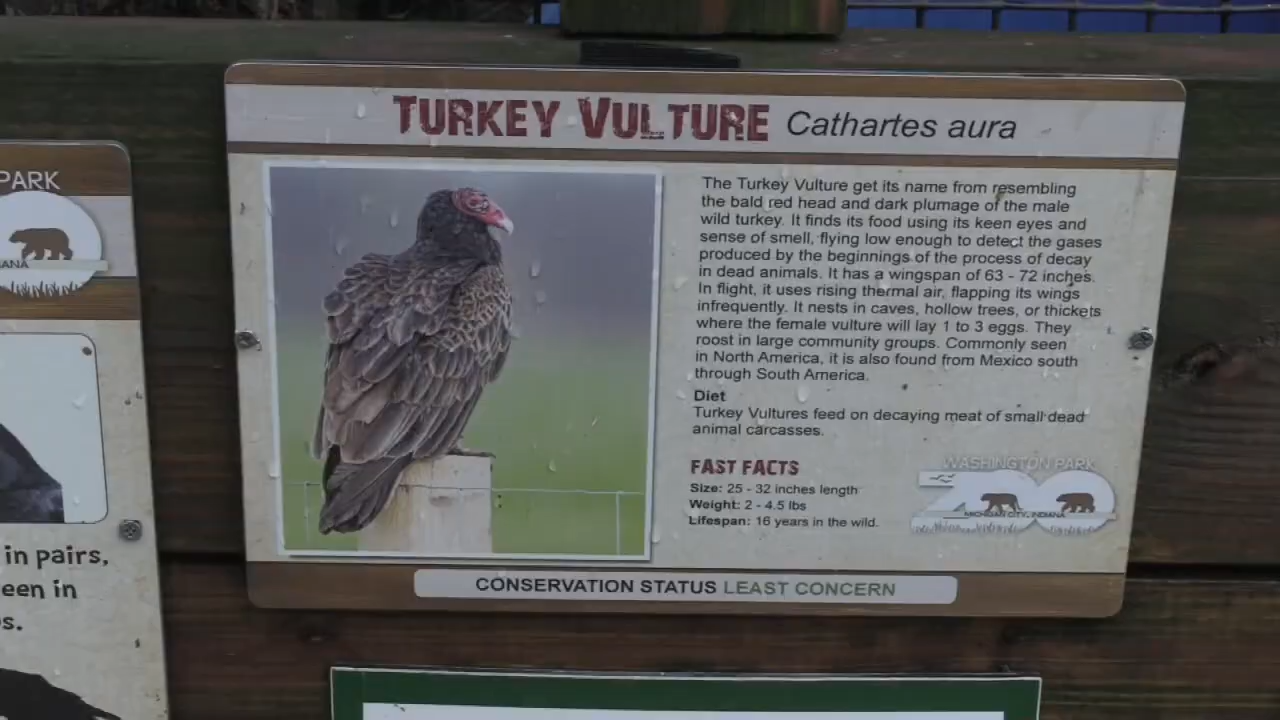 TURKEY VULTURE Cathartes aura
The Turkey Vulture get its name from resembling
the bald red head and dark plumage of the male
wild turkey. It finds its food using its keen eyes and
sense of smell, flying low enough to detect the gases
produced by the beginnings of the process of decay
in dead animals. It has a wingspan of 63 - 72 inches.
In flight, it uses rising thermal air, flapping its wings
infrequently. It nests in caves, hollow trees, or thickets
where the female vulture will lay 1 to 3 eggs. They
roost in large community groups. Commonly seen
in North America, it is also found from Mexico south
through South America.
Diet
Turkey Vultures feed on decaying meat of small dead
animal carcasses.
FAST FACTS
Size: 25 - 32 inches length
Weight: 2 - 4.5 lbs
Lifespan: 16 years in the wild.
WASHINGTON PARK
ZOO
MICHIGAN CITY, INDIANA
CONSERVATION STATUS LEAST CONCERN
PARK
IANA
in pairs,
een in
s.